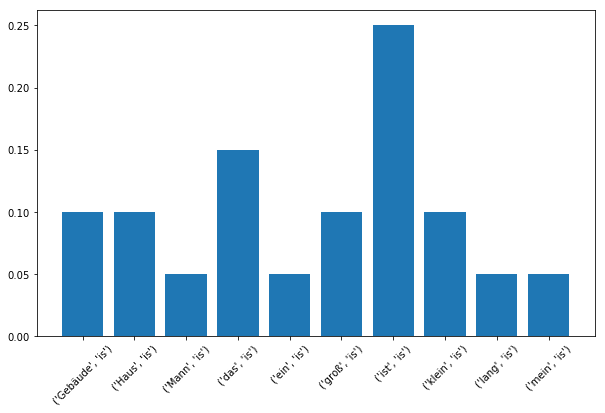 0.25
0.20
0.15
0.10
0.05
0.00
('Gebäude', 'is')
('Haus', 'is')
('Mann', 'is')
('das', 'is')
('ein', 'is')
('groß', 'is')
('ist', 'is')
('klein', 'is')
('lang', 'is')
('mein', 'is')